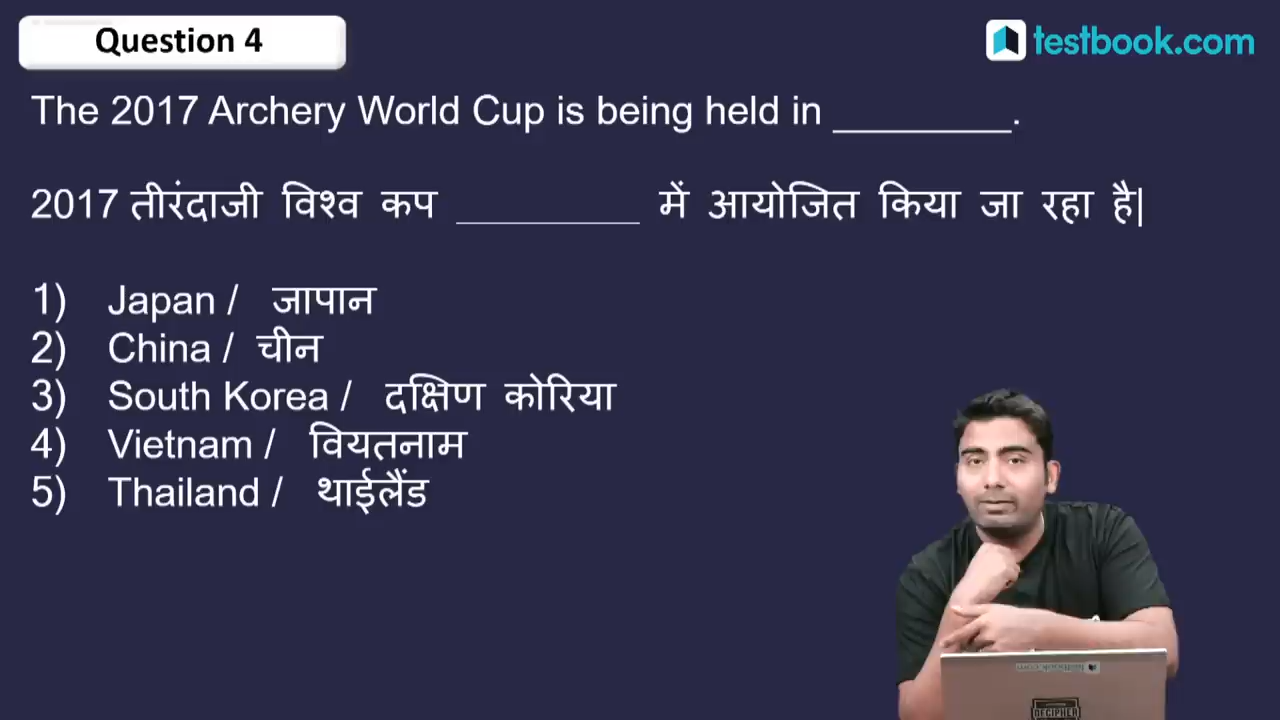 Question 4
testbook.com
The 2017 Archery World Cup is being held in ________.
2017 तीरंदाजी विश्व कप ________ में आयोजित किया जा रहा है|
1) Japan / जापान
2) China / चीन
3) South Korea / दक्षिण कोरिया
4) Vietnam / वियतनाम
5) Thailand / थाईलैंड
DECIPHER